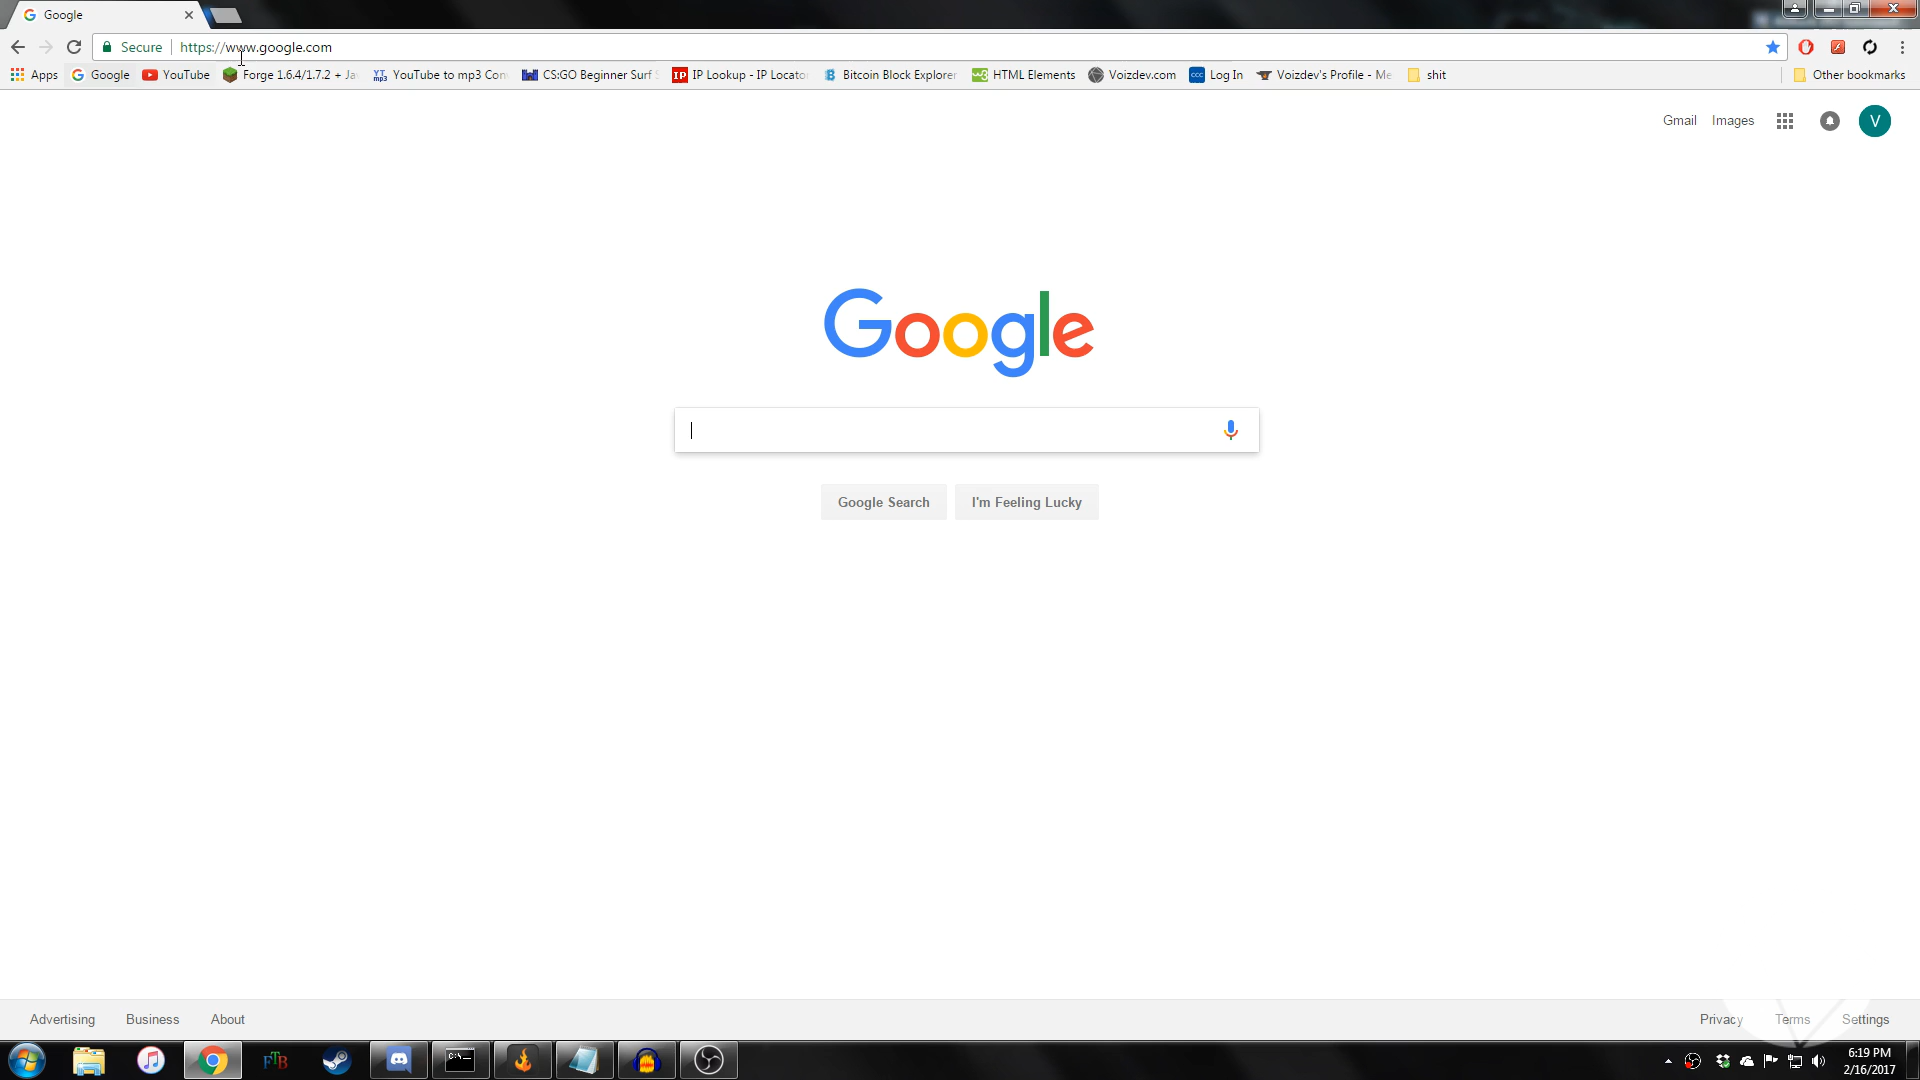 Google
Secure https://www.google.com
Apps Google YouTube Forge 1.6.4/1.7.2 + Ja YouTube to mp3 Con CS:GO Beginner Surf S IP Lookup - IP Locato Bitcoin Block Explorer HTML Elements Voizdev.com Log In Voizdev's Profile - Me shit Other bookmarks
Gmail Images V
Google
Google Search I'm Feeling Lucky
Advertising Business About Privacy Terms Settings
FTB C:\
6:19 PM
2/16/2017